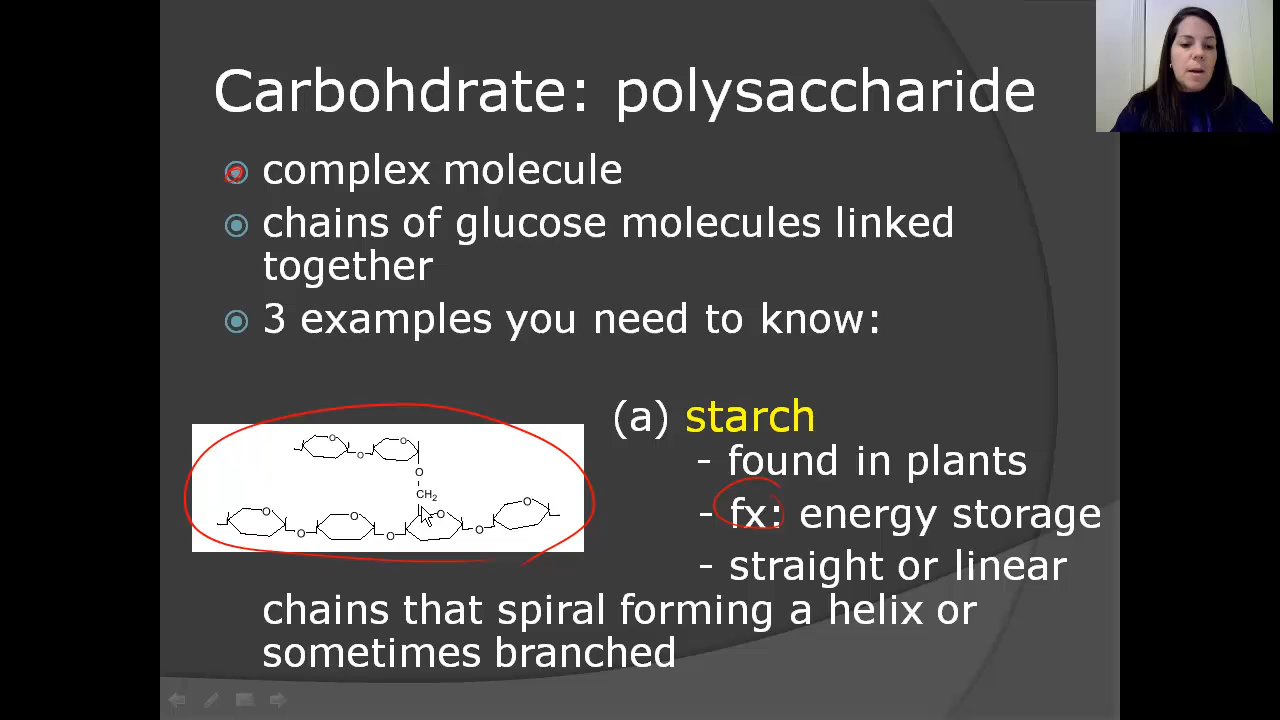 Carbohdrate: polysaccharide
complex molecule
chains of glucose molecules linked
together
3 examples you need to know:
(a) starch
- found in plants
- fx: energy storage
- straight or linear
chains that spiral forming a helix or
sometimes branched
O O
O
O
CH2
O O O O
O O O